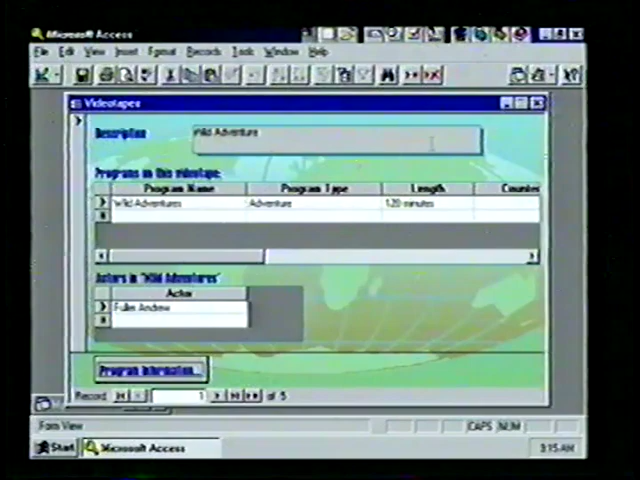 Microsoft Access
File Edit View Insert Format Records Tools Window Help
Videotapes
Description Wild Adventure
Programs on this videotape:
Program Name Program Type Length Counter
Wild Adventures Adventure 120 minutes
Actors in "Wild Adventures"
Actor
Fuller Andrew
Program Information...
Record: 1 of 5
Form View CAPS NUM
Start Microsoft Access 3:15 AM